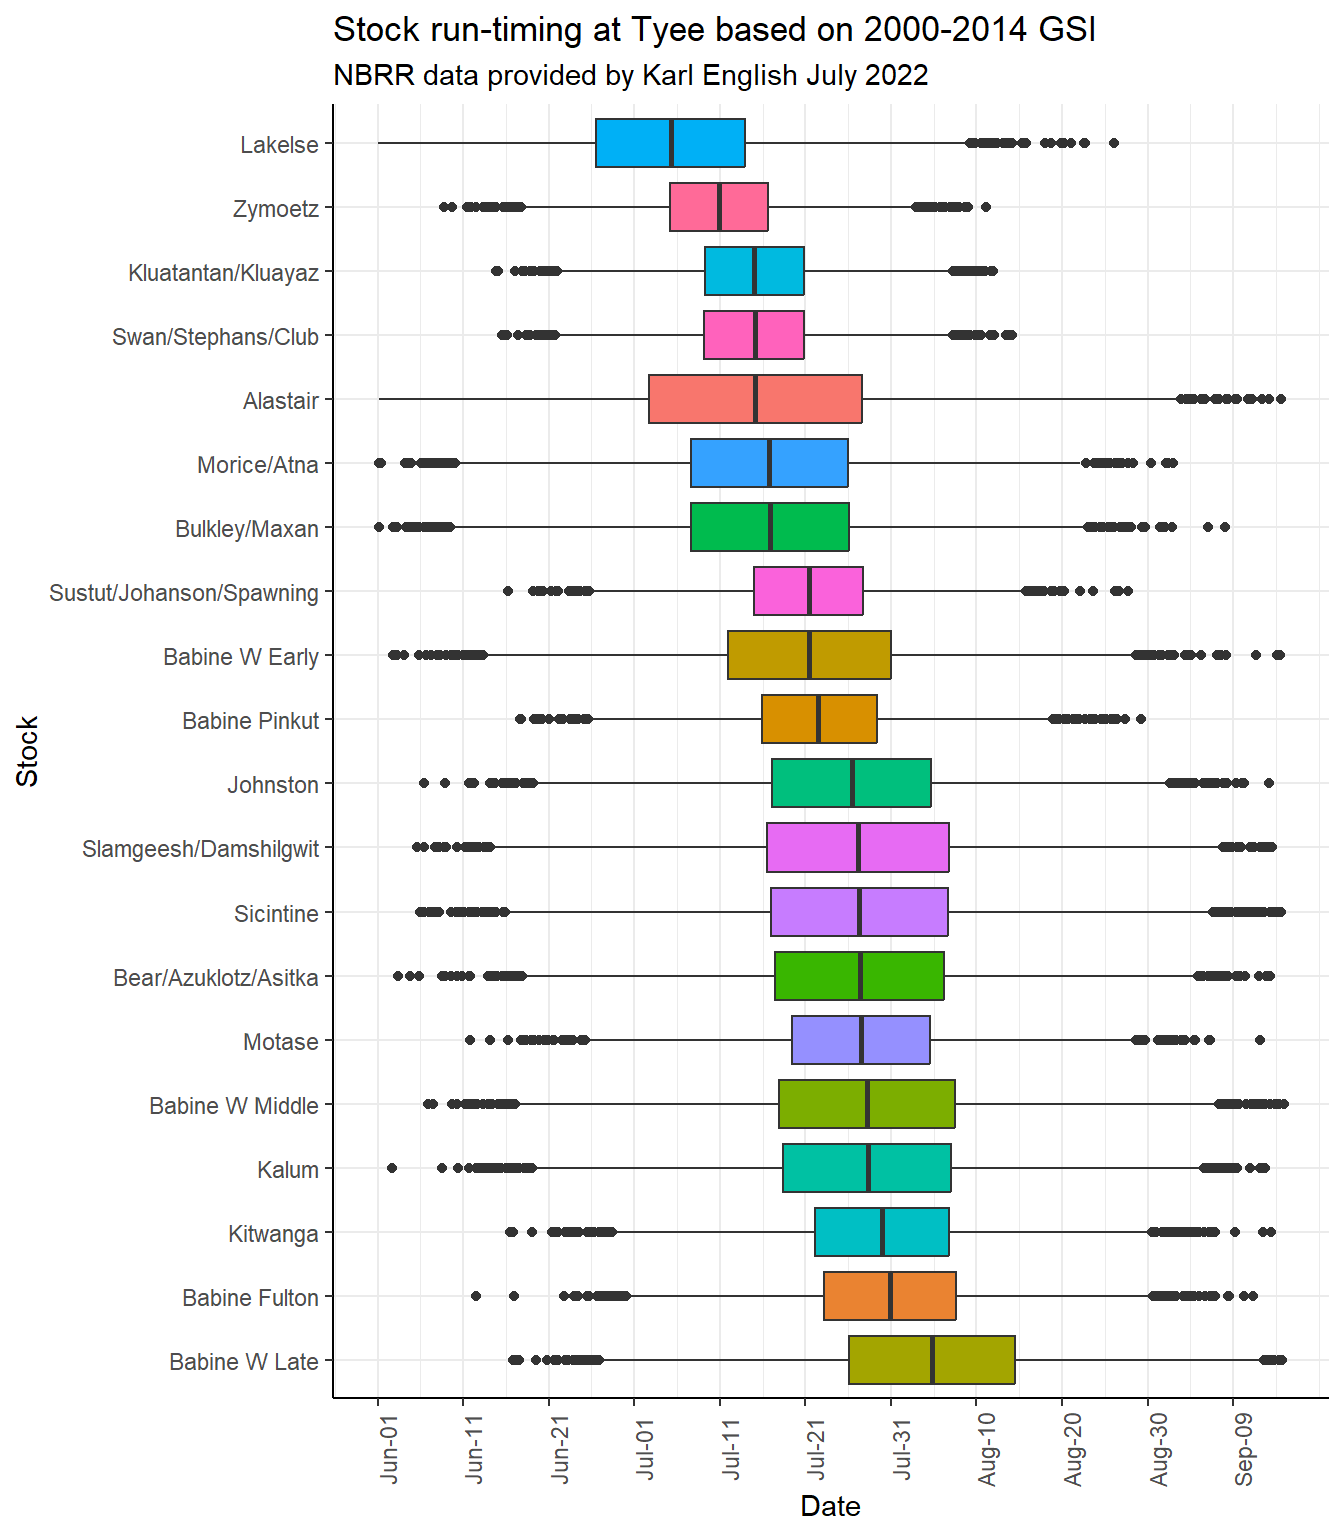 Stock run-timing at Tyee based on 2000-2014 GSI
NBRR data provided by Karl English July 2022
Lakelse
Zymoetz
Kluatantan/Kluayaz
Swan/Stephans/Club
Alastair
Morice/Atna
Bulkley/Maxan
Sustut/Johanson/Spawning
Babine W Early
Babine Pinkut
Johnston
Slamgeesh/Damshilgwit
Sicintine
Bear/Azuklotz/Asitka
Motase
Babine W Middle
Kalum
Kitwanga
Babine Fulton
Babine W Late
Stock
Jun-01
Jun-11
Jun-21
Jul-01
Jul-11
Jul-21
Jul-31
Aug-10
Aug-20
Aug-30
Sep-09
Date